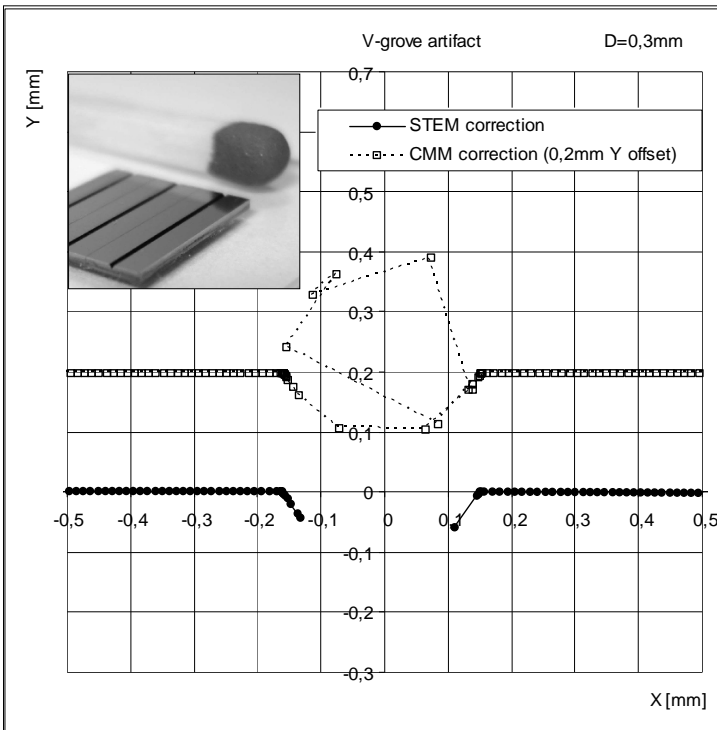 V-grove artifact D=0,3mm
Y [mm]
0,7
STEM correction
CMM correction (0,2mm Y offset)
0,6
0,5
0,4
0,3
0,2
0,1
0
-0,5 -0,4 -0,3 -0,2 -0,1 0 0,1 0,2 0,3 0,4 0,5
-0,1
-0,2
-0,3
X [mm]